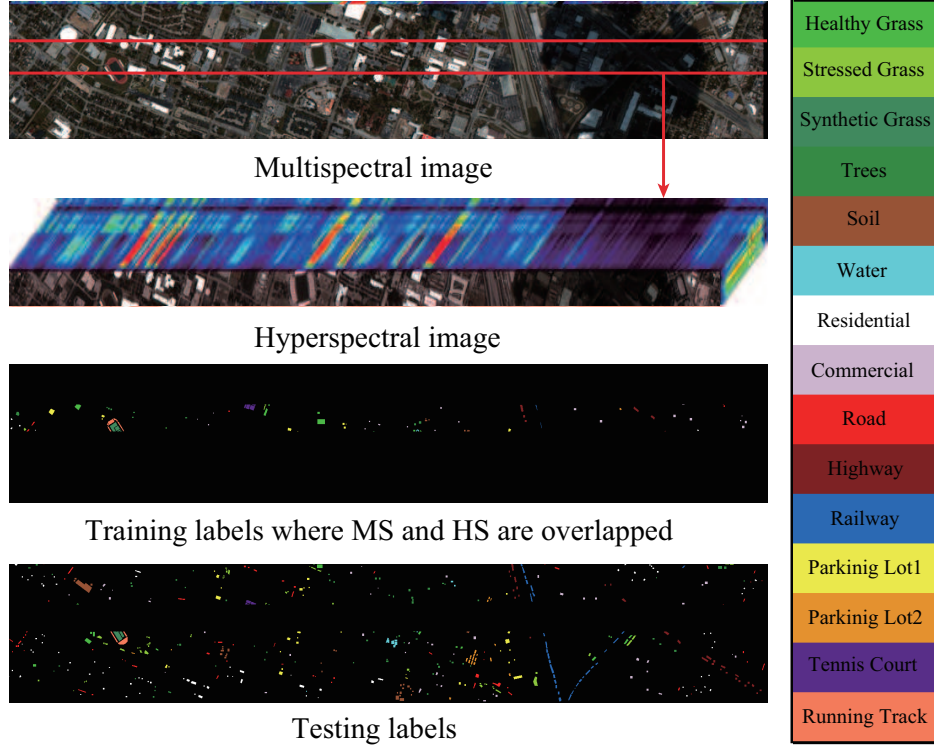 Multispectral image
Hyperspectral image
Training labels where MS and HS are overlapped
Testing labels
Healthy Grass
Stressed Grass
Synthetic Grass
Trees
Soil
Water
Residential
Commercial
Road
Highway
Railway
Parkinig Lot1
Parkinig Lot2
Tennis Court
Running Track